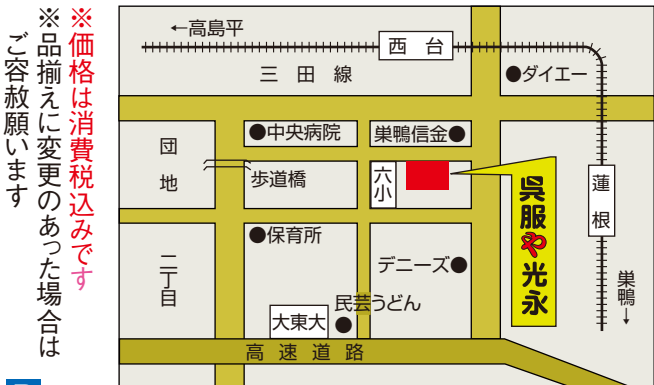 ※価格は消費税込みです
※品揃えに変更のあった場合は
ご容赦願います
←高島平
西台
三田線
●ダイエー
●中央病院
巣鴨信金●
団地
歩道橋
六小
呉服や光永
蓮根
●保育所
デニーズ●
二丁目
民芸うどん
大東大
巣鴨→
高速道路